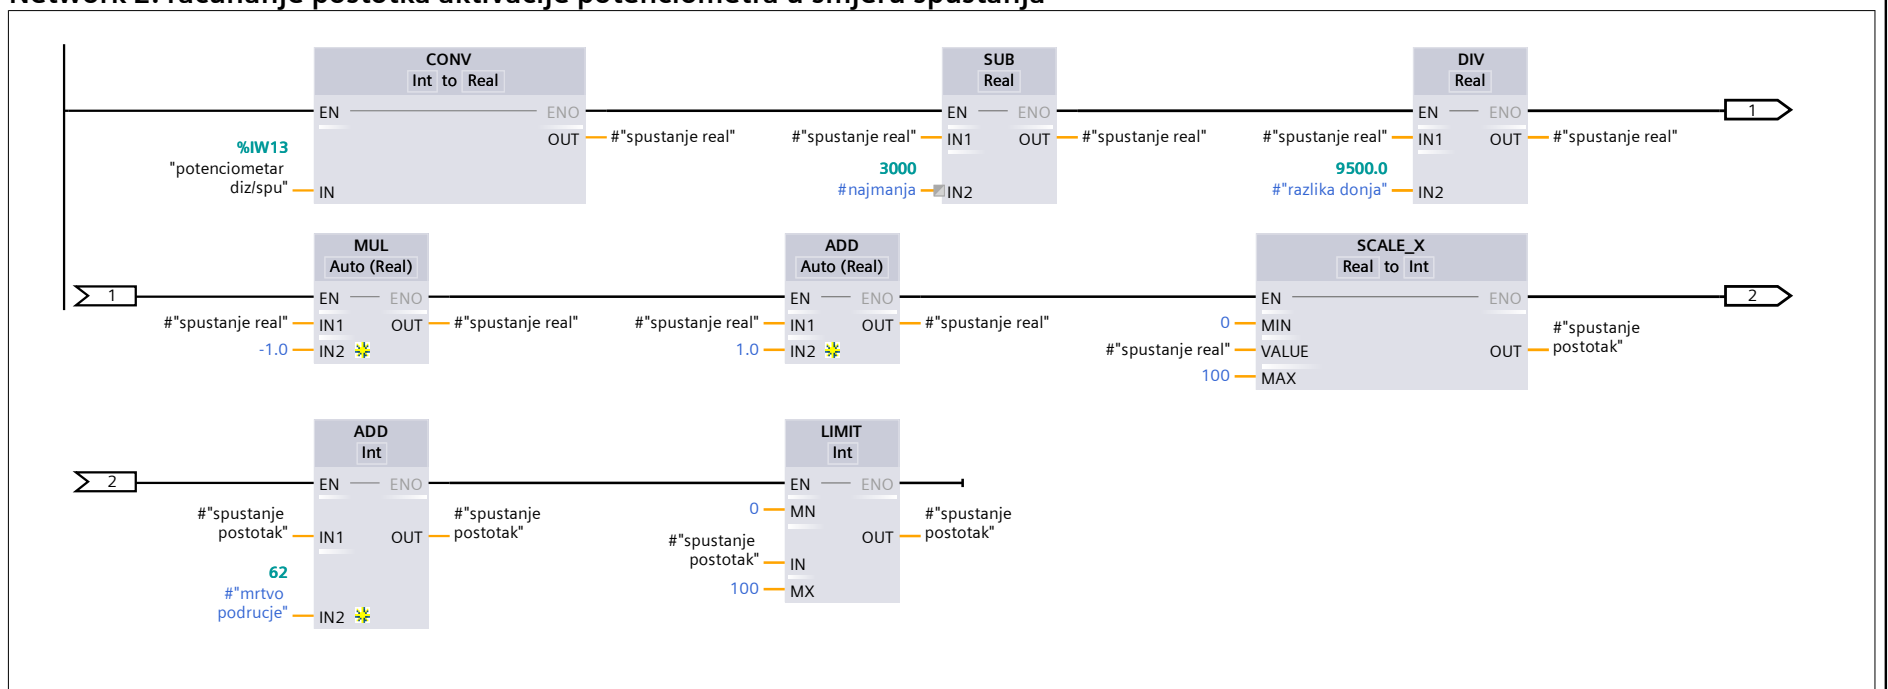 Network 2: računanje postotka aktivacije potenciometra u smjeru spuštanja
CONV
Int to Real
EN
ENO
OUT
#"spustanje real"
%IW13
"potenciometar
diz/spu"
IN
SUB
Real
EN
ENO
#"spustanje real"
IN1
OUT
#"spustanje real"
3000
#najmanja
IN2
DIV
Real
EN
ENO
#"spustanje real"
IN1
OUT
#"spustanje real"
9500.0
#"razlika donja"
IN2
1
1
MUL
Auto (Real)
EN
ENO
#"spustanje real"
IN1
OUT
#"spustanje real"
-1.0
IN2
ADD
Auto (Real)
EN
ENO
#"spustanje real"
IN1
OUT
#"spustanje real"
1.0
IN2
SCALE_X
Real to Int
EN
ENO
0
MIN
#"spustanje real"
VALUE
100
MAX
OUT
#"spustanje
postotak"
2
2
ADD
Int
EN
ENO
#"spustanje
postotak"
IN1
OUT
#"spustanje
postotak"
62
#"mrtvo
podrucje"
IN2
LIMIT
Int
EN
ENO
0
MN
#"spustanje
postotak"
IN
100
MX
OUT
#"spustanje
postotak"